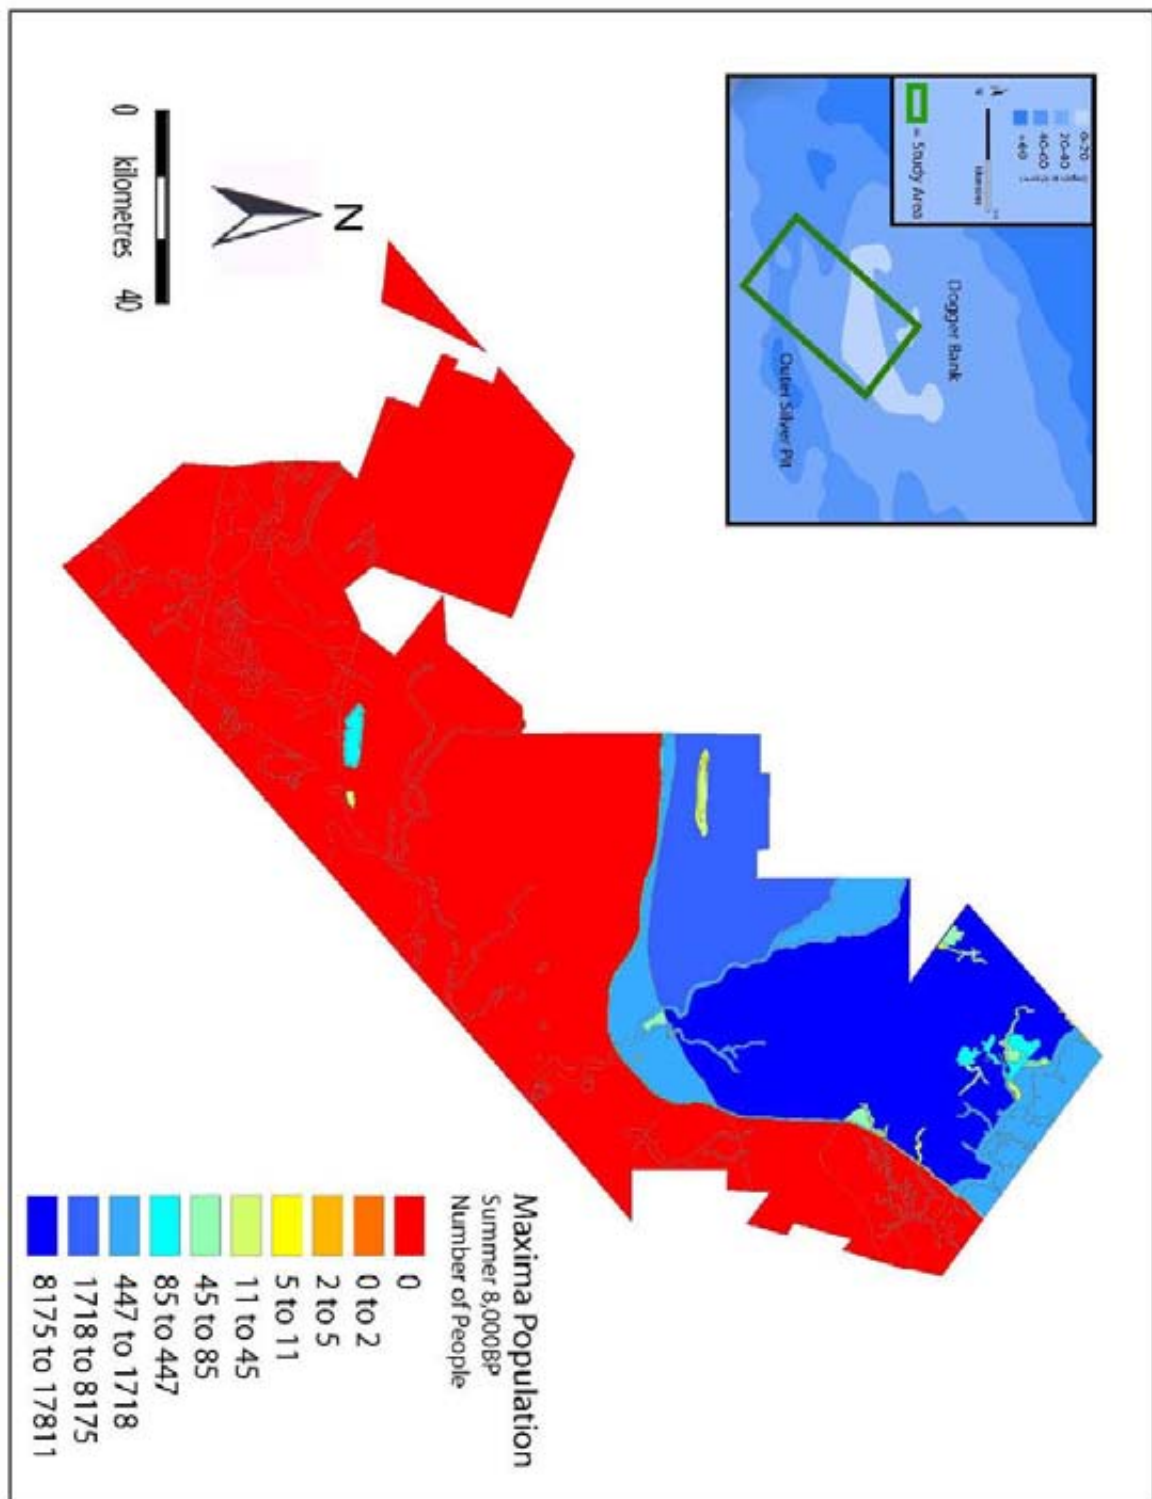 0-20
20-40
40-60
+60
= Study Area
Dogger Bank
Outer Silver Pit
N
0 kilometres 40
Maxima Population
Summer 8,000BP
Number of People
0
0 to 2
2 to 5
5 to 11
11 to 45
45 to 85
85 to 447
447 to 1718
1718 to 8175
8175 to 17811